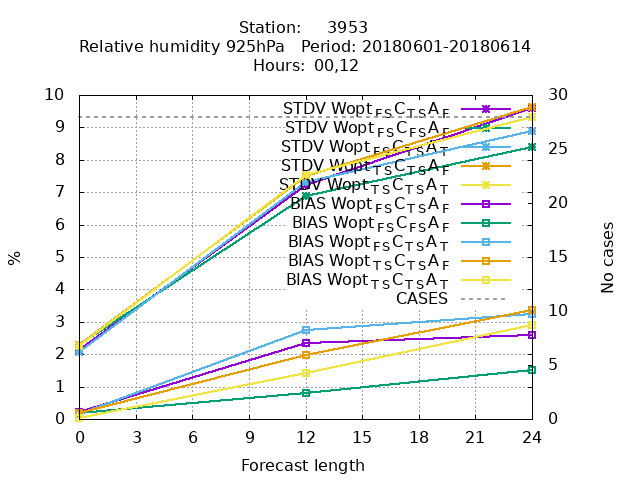 Station: 3953
Relative humidity 925hPa Period: 20180601-20180614
Hours: 00,12
STDV Wopt FS C TS A F
STDV Wopt FS C FS A F
STDV Wopt FS C TS A T
STDV Wopt TS C TS A F
STDV Wopt TS C TS A T
BIAS Wopt FS C TS A F
BIAS Wopt FS C FS A F
BIAS Wopt FS C TS A T
BIAS Wopt TS C TS A F
BIAS Wopt TS C TS A T
CASES
10
9
8
7
6
5
4
3
2
1
0
%
30
25
20
15
10
5
0
No cases
0 3 6 9 12 15 18 21 24
Forecast length